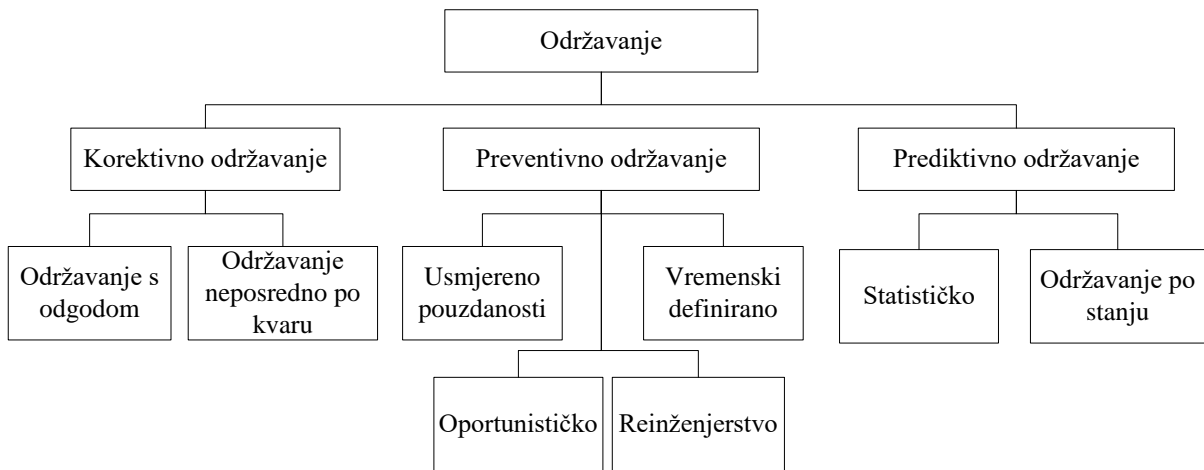 Održavanje
Korektivno održavanje
Preventivno održavanje
Prediktivno održavanje
Održavanje s
odgodom
Održavanje
neposredno po
kvaru
Usmjereno
pouzdanosti
Vremenski
definirano
Statističko
Održavanje po
stanju
Oportunističko
Reinženjerstvo